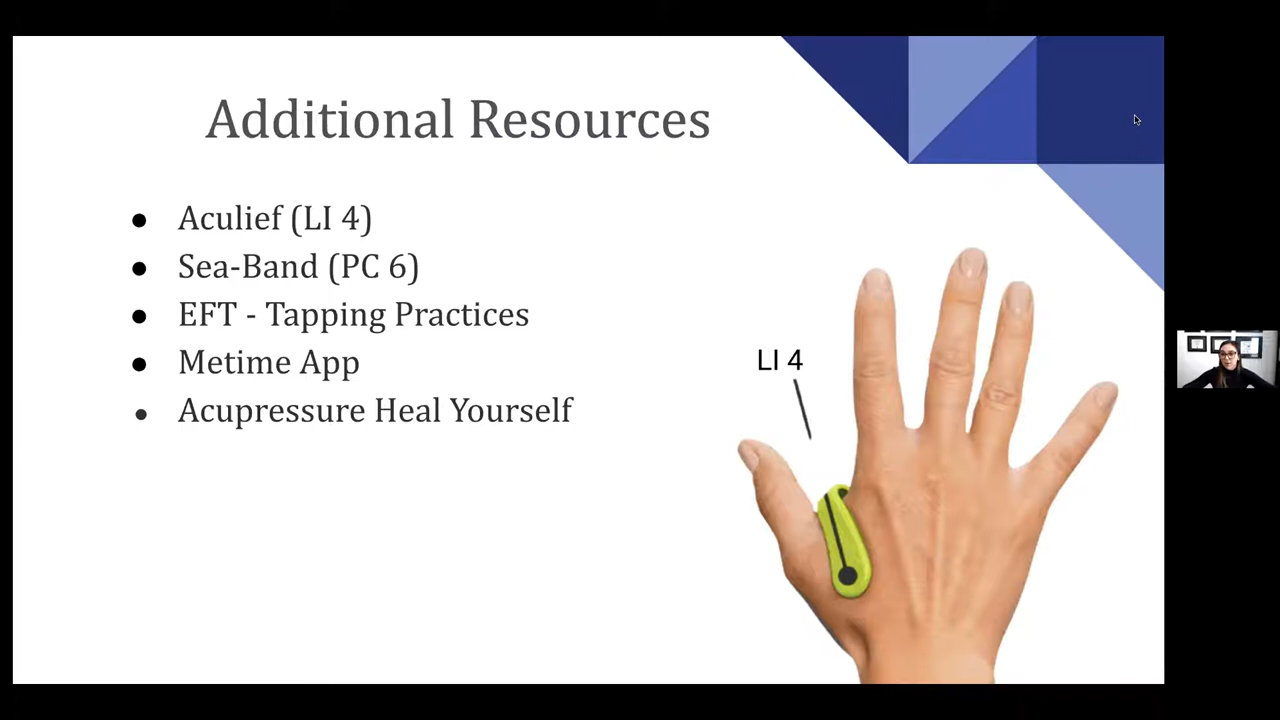 Additional Resources
Aculief (LI 4)
Sea-Band (PC 6)
EFT - Tapping Practices
Metime App
Acupressure Heal Yourself
LI 4